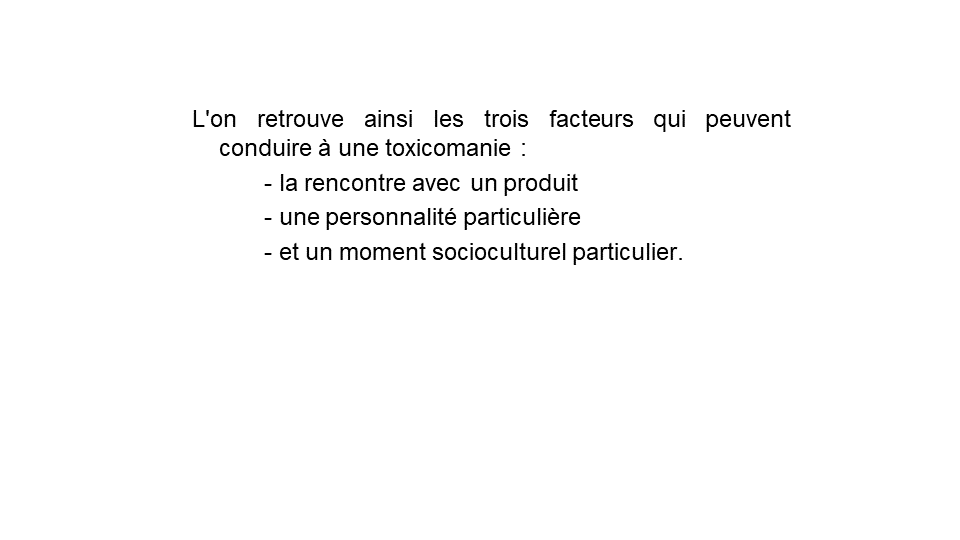 L'on retrouve ainsi les trois facteurs qui peuvent
conduire à une toxicomanie :
- la rencontre avec un produit
- une personnalité particulière
- et un moment socioculturel particulier.